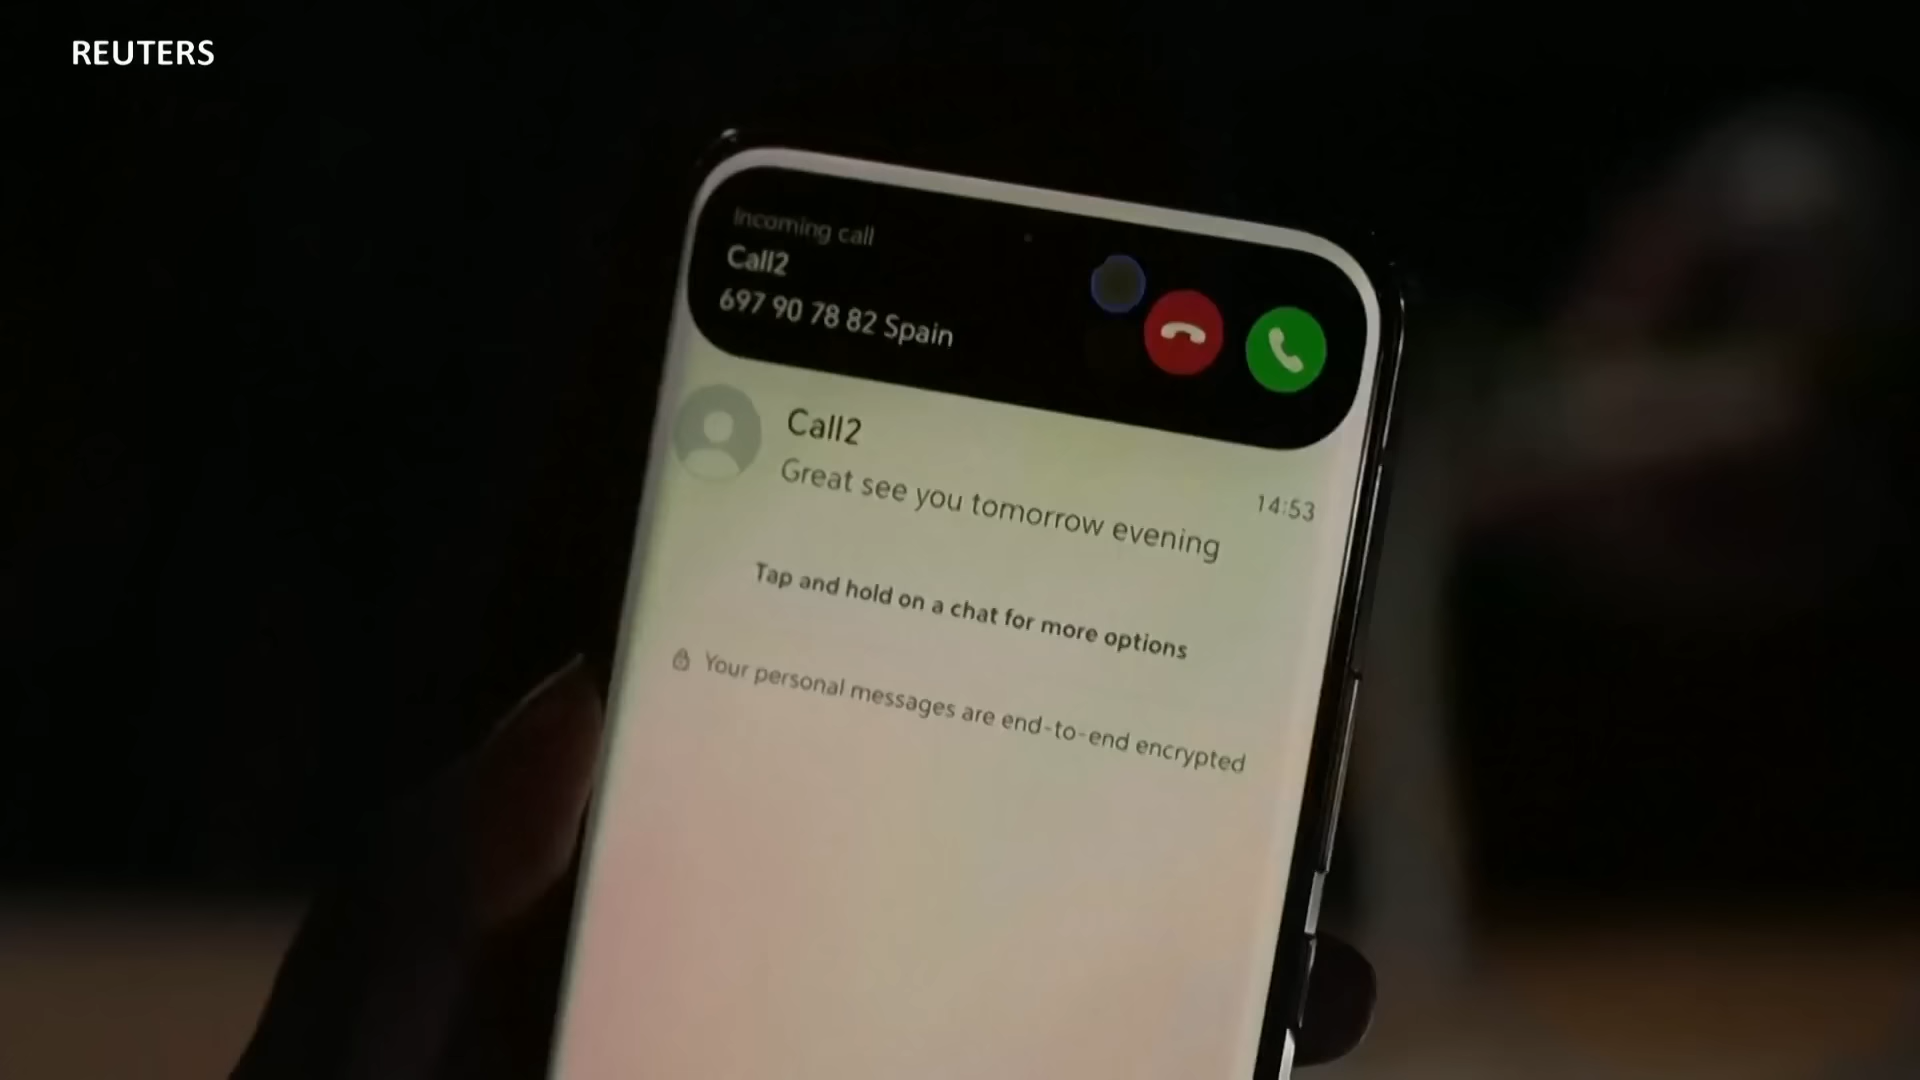 REUTERS
Incoming call
Call2
697 90 78 82 Spain
Call2
Great see you tomorrow evening
14:53
Tap and hold on a chat for more options
Your personal messages are end-to-end encrypted